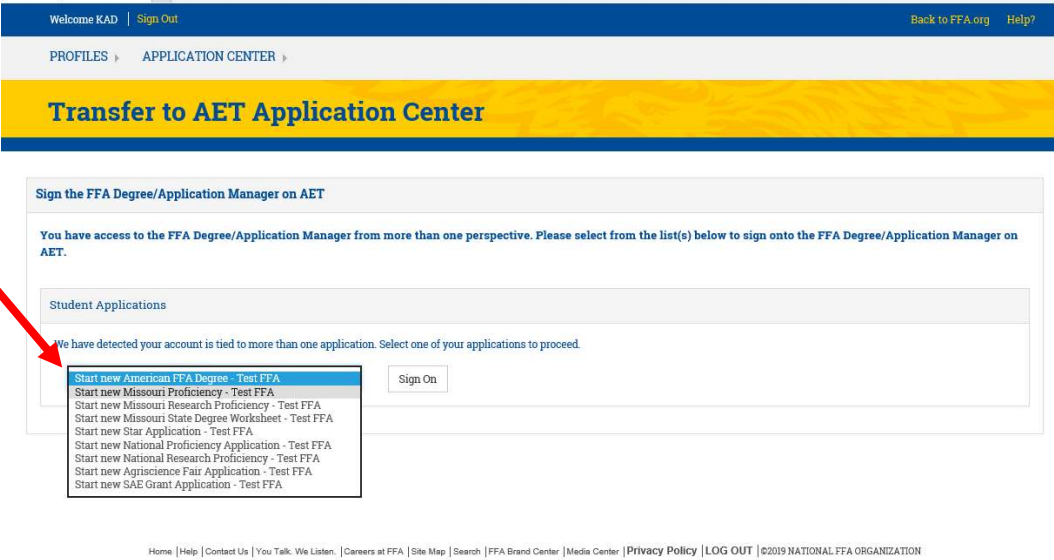 Welcome KAD | Sign Out Back to FFA.org Help?
PROFILES APPLICATION CENTER
Transfer to AET Application Center
Sign the FFA Degree/Application Manager on AET
You have access to the FFA Degree/Application Manager from more than one perspective. Please select from the list(s) below to sign onto the FFA Degree/Application Manager on
AET.
Student Applications
We have detected your account is tied to more than one application. Select one of your applications to proceed.
Start new American FFA Degree - Test FFA Sign On
Start new Missouri Proficiency - Test FFA
Start new Missouri Research Proficiency - Test FFA
Start new Missouri State Degree Worksheet - Test FFA
Start new Star Application - Test FFA
Start new National Proficiency Application - Test FFA
Start new National Research Proficiency - Test FFA
Start new Agriscience Fair Application - Test FFA
Start new SAE Grant Application - Test FFA
Home | Help | Contact Us | You Talk. We Listen. | Careers at FFA | Site Map | Search | FFA Brand Center | Media Center | Privacy Policy | LOG OUT | ©2019 NATIONAL FFA ORGANIZATION